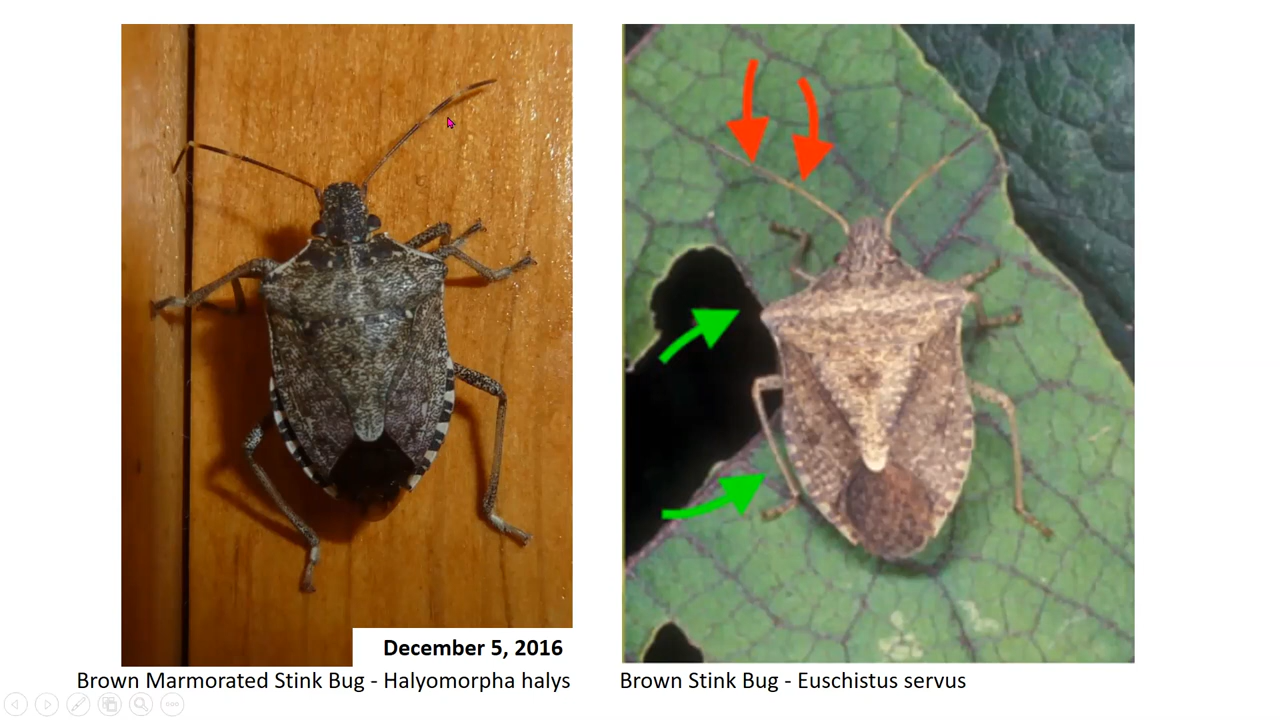 December 5, 2016
Brown Marmorated Stink Bug - Halyomorpha halys
Brown Stink Bug - Euschistus servus